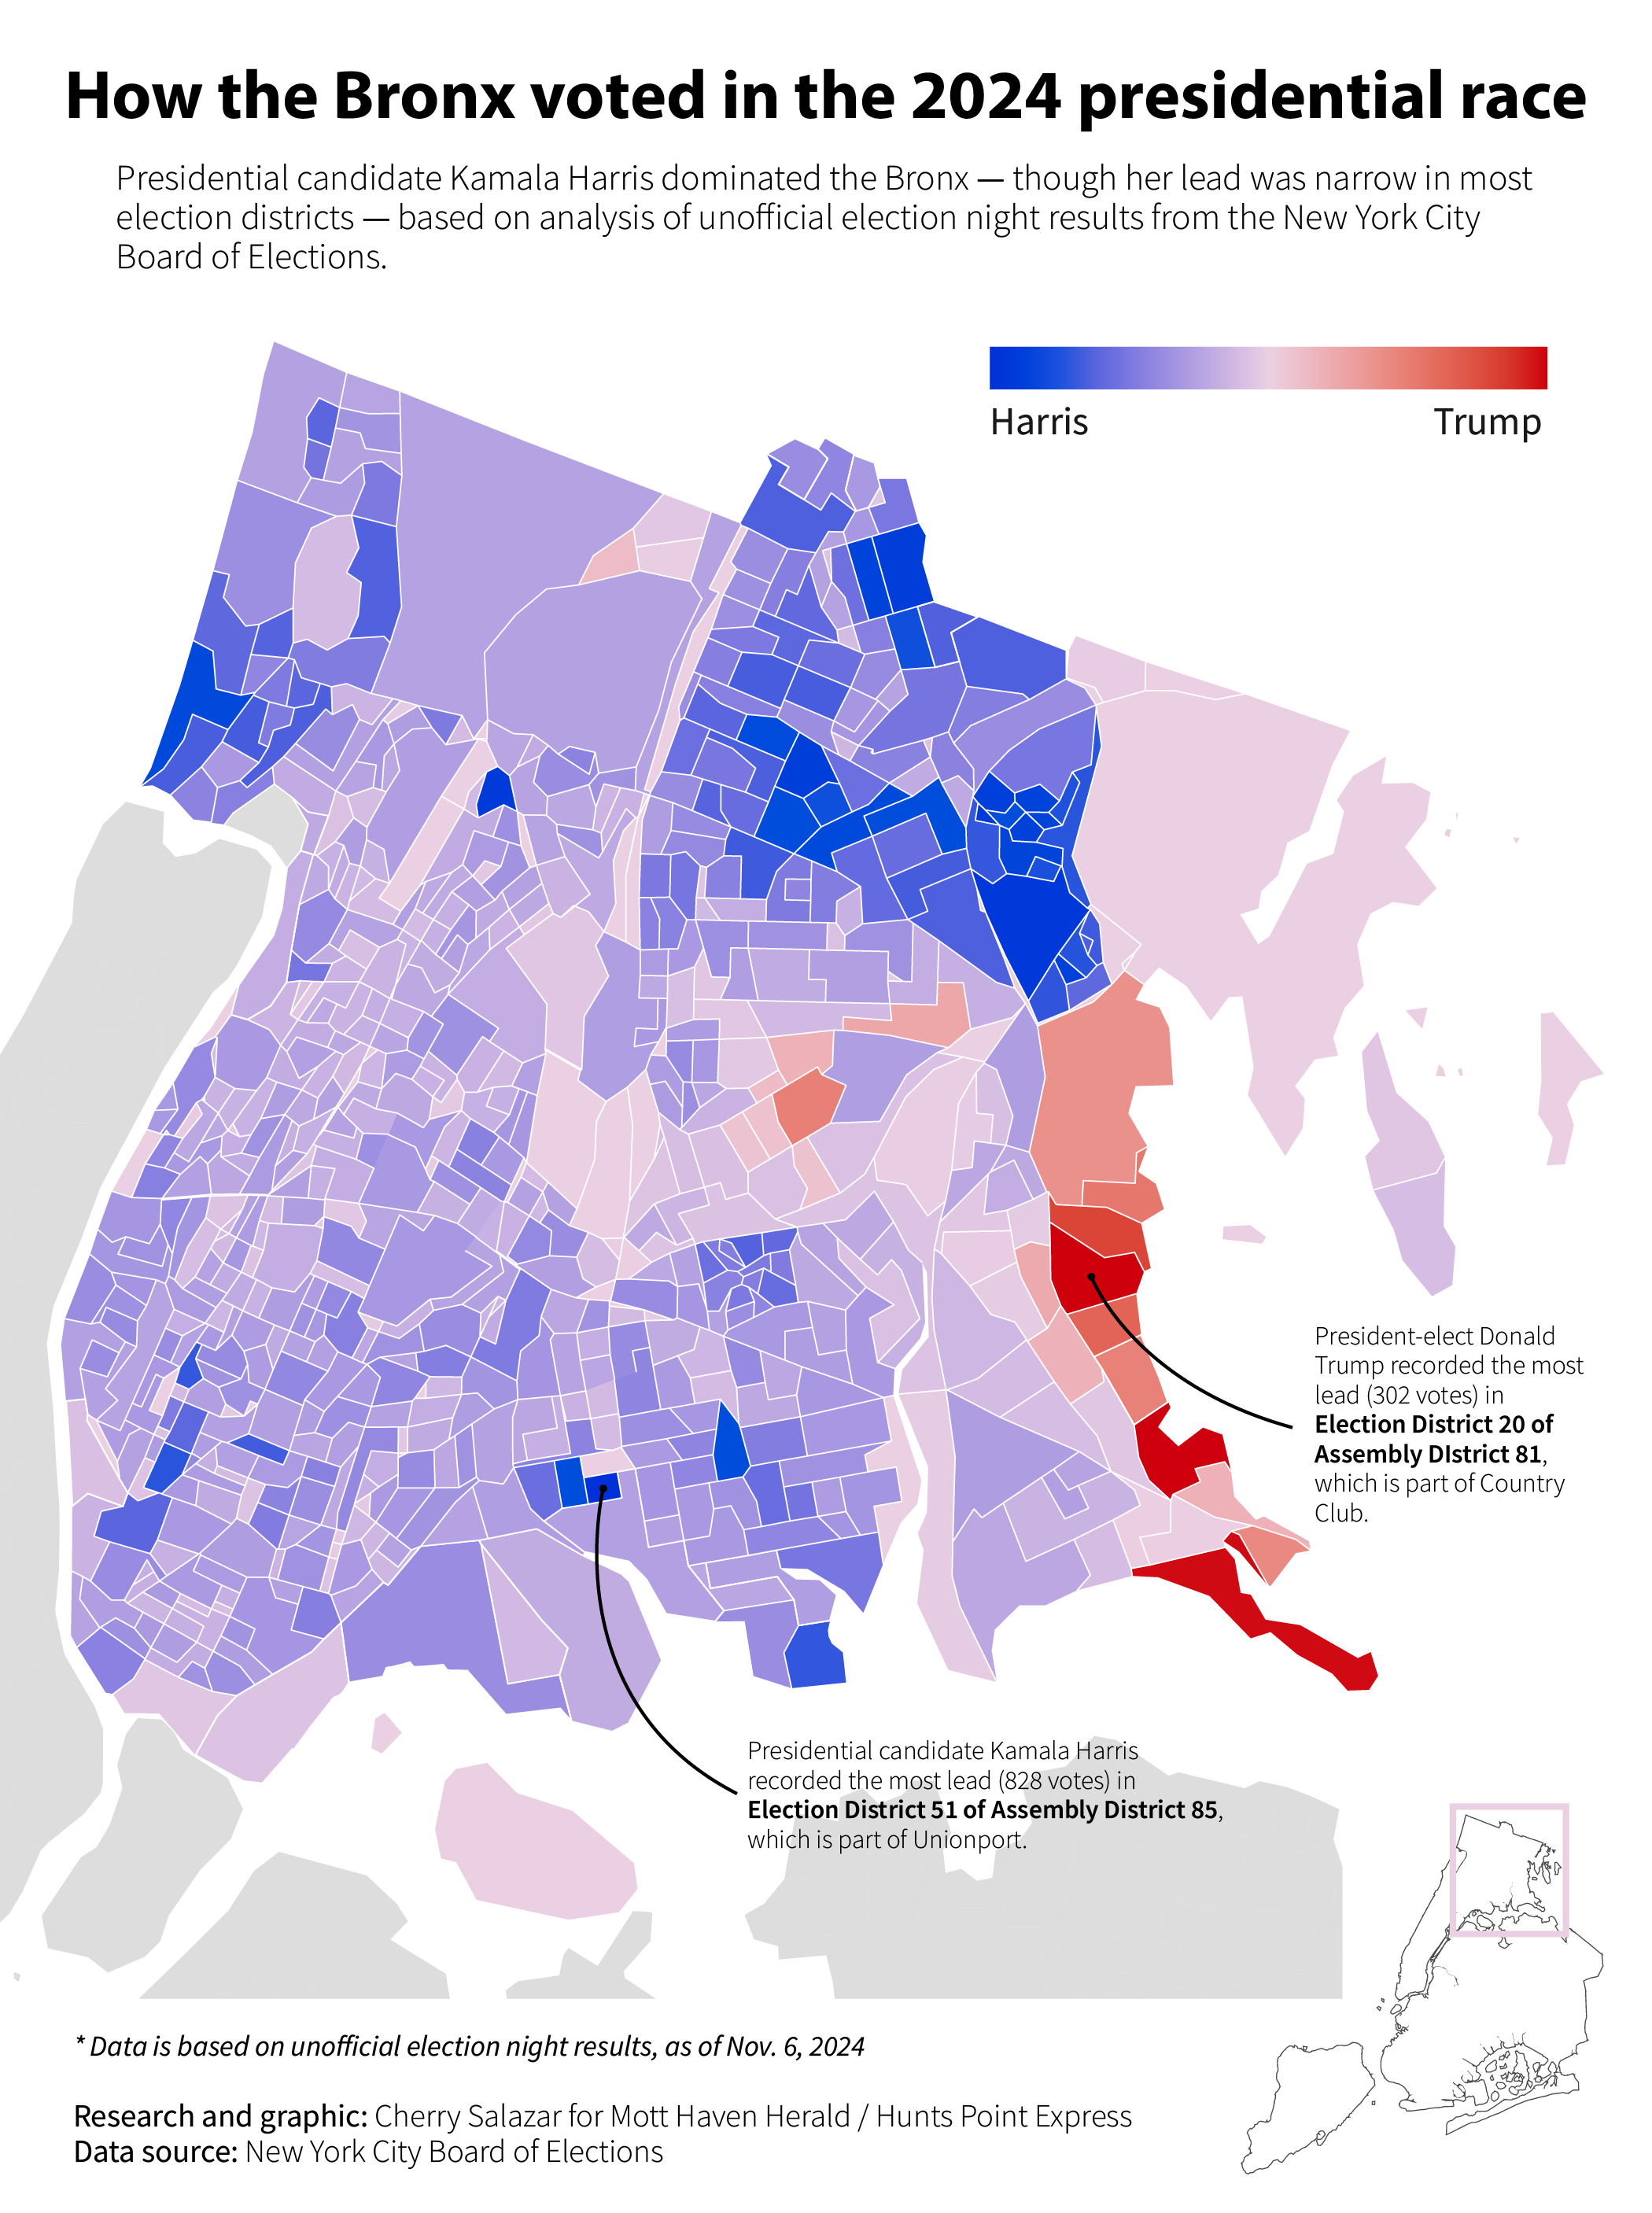 How the Bronx voted in the 2024 presidential race
Presidential candidate Kamala Harris dominated the Bronx — though her lead was narrow in most
election districts — based on analysis of unofficial election night results from the New York City
Board of Elections.
Harris
Trump
President-elect Donald
Trump recorded the most
lead (302 votes) in
Election District 20 of
Assembly DIstrict 81,
which is part of Country
Club.
Presidential candidate Kamala Harris
recorded the most lead (828 votes) in
Election District 51 of Assembly District 85,
which is part of Unionport.
* Data is based on unofficial election night results, as of Nov. 6, 2024
Research and graphic: Cherry Salazar for Mott Haven Herald / Hunts Point Express
Data source: New York City Board of Elections